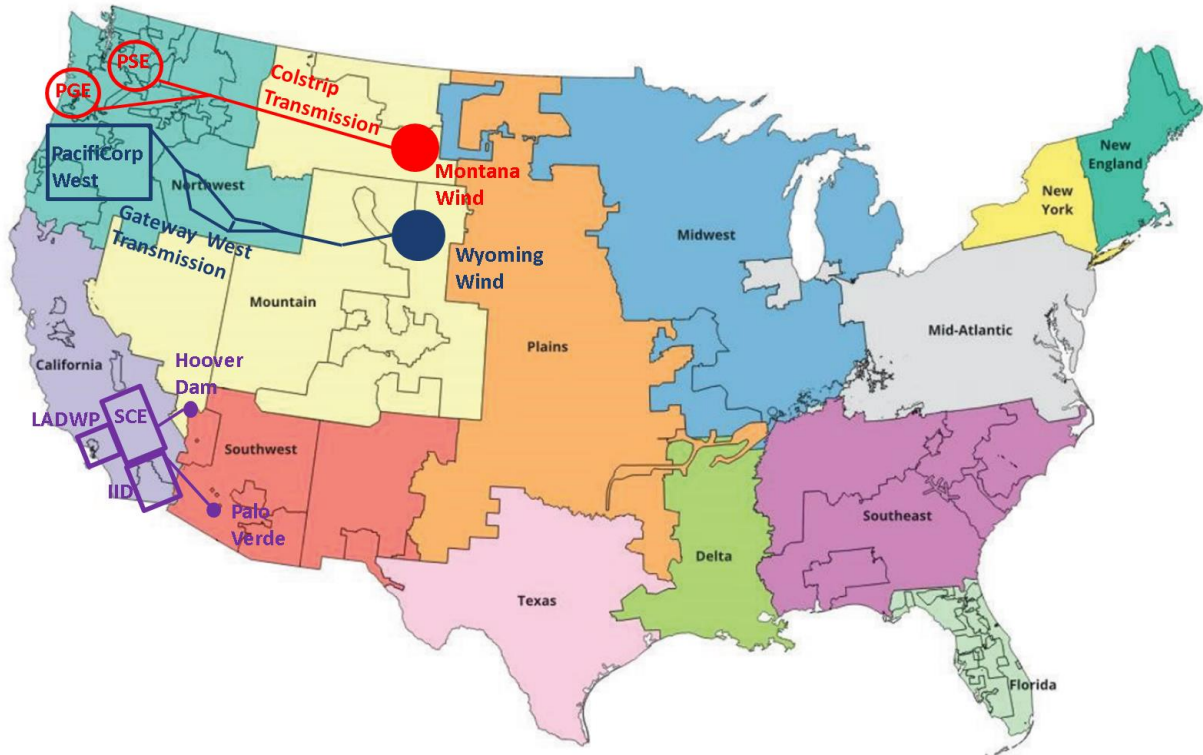 PSE
PGE
Colstrip
Transmission
New
England
PacifiCorp
West
Northwest
Montana
Wind
New
York
Gateway West
Transmission
Midwest
Wyoming
Wind
Mountain
Mid-Atlantic
Plains
California
Hoover
Dam
LADWP
SCE
Southwest
IID
Palo
Verde
Southeast
Delta
Texas
Florida